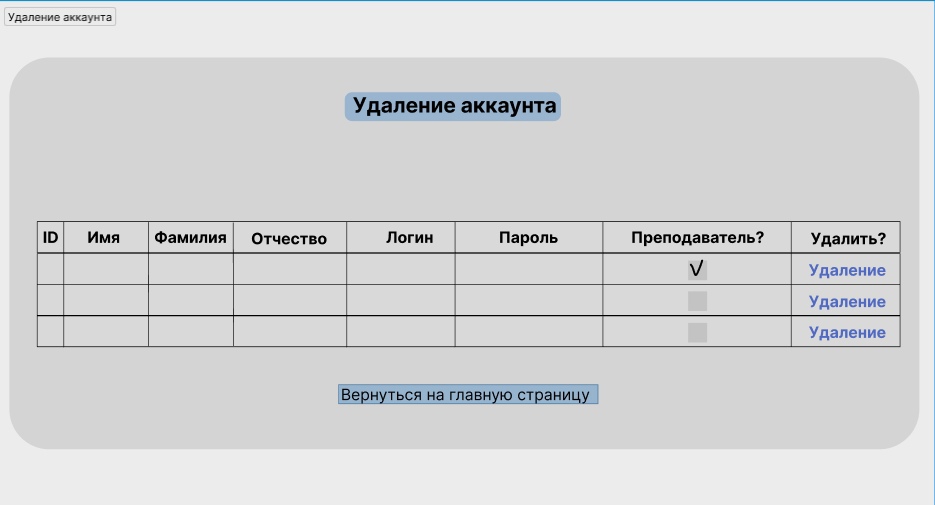 Удаление аккаунта
Удаление аккаунта
ID Имя Фамилия Отчество Логин Пароль Преподаватель? Удалить?
Удаление
Удаление
Удаление
Вернуться на главную страницу